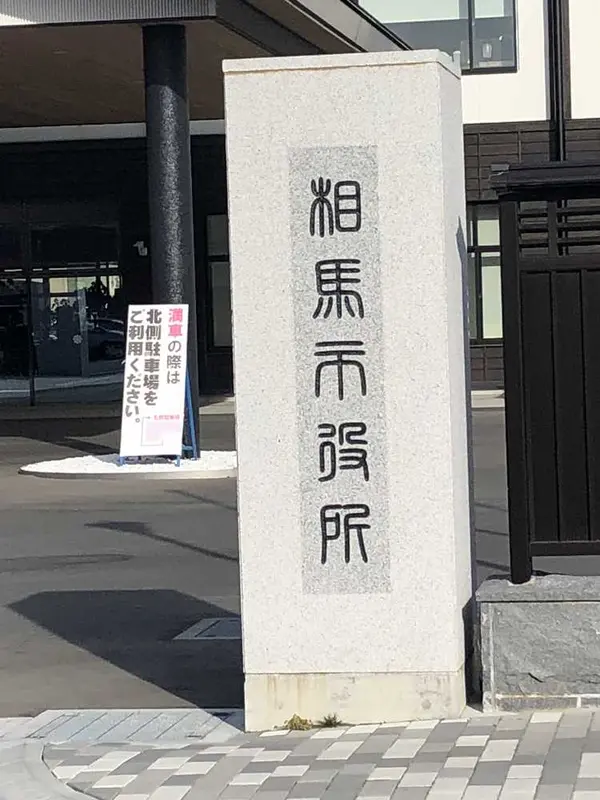 相馬市役所
満車の際は
北側駐車場を
ご利用ください。